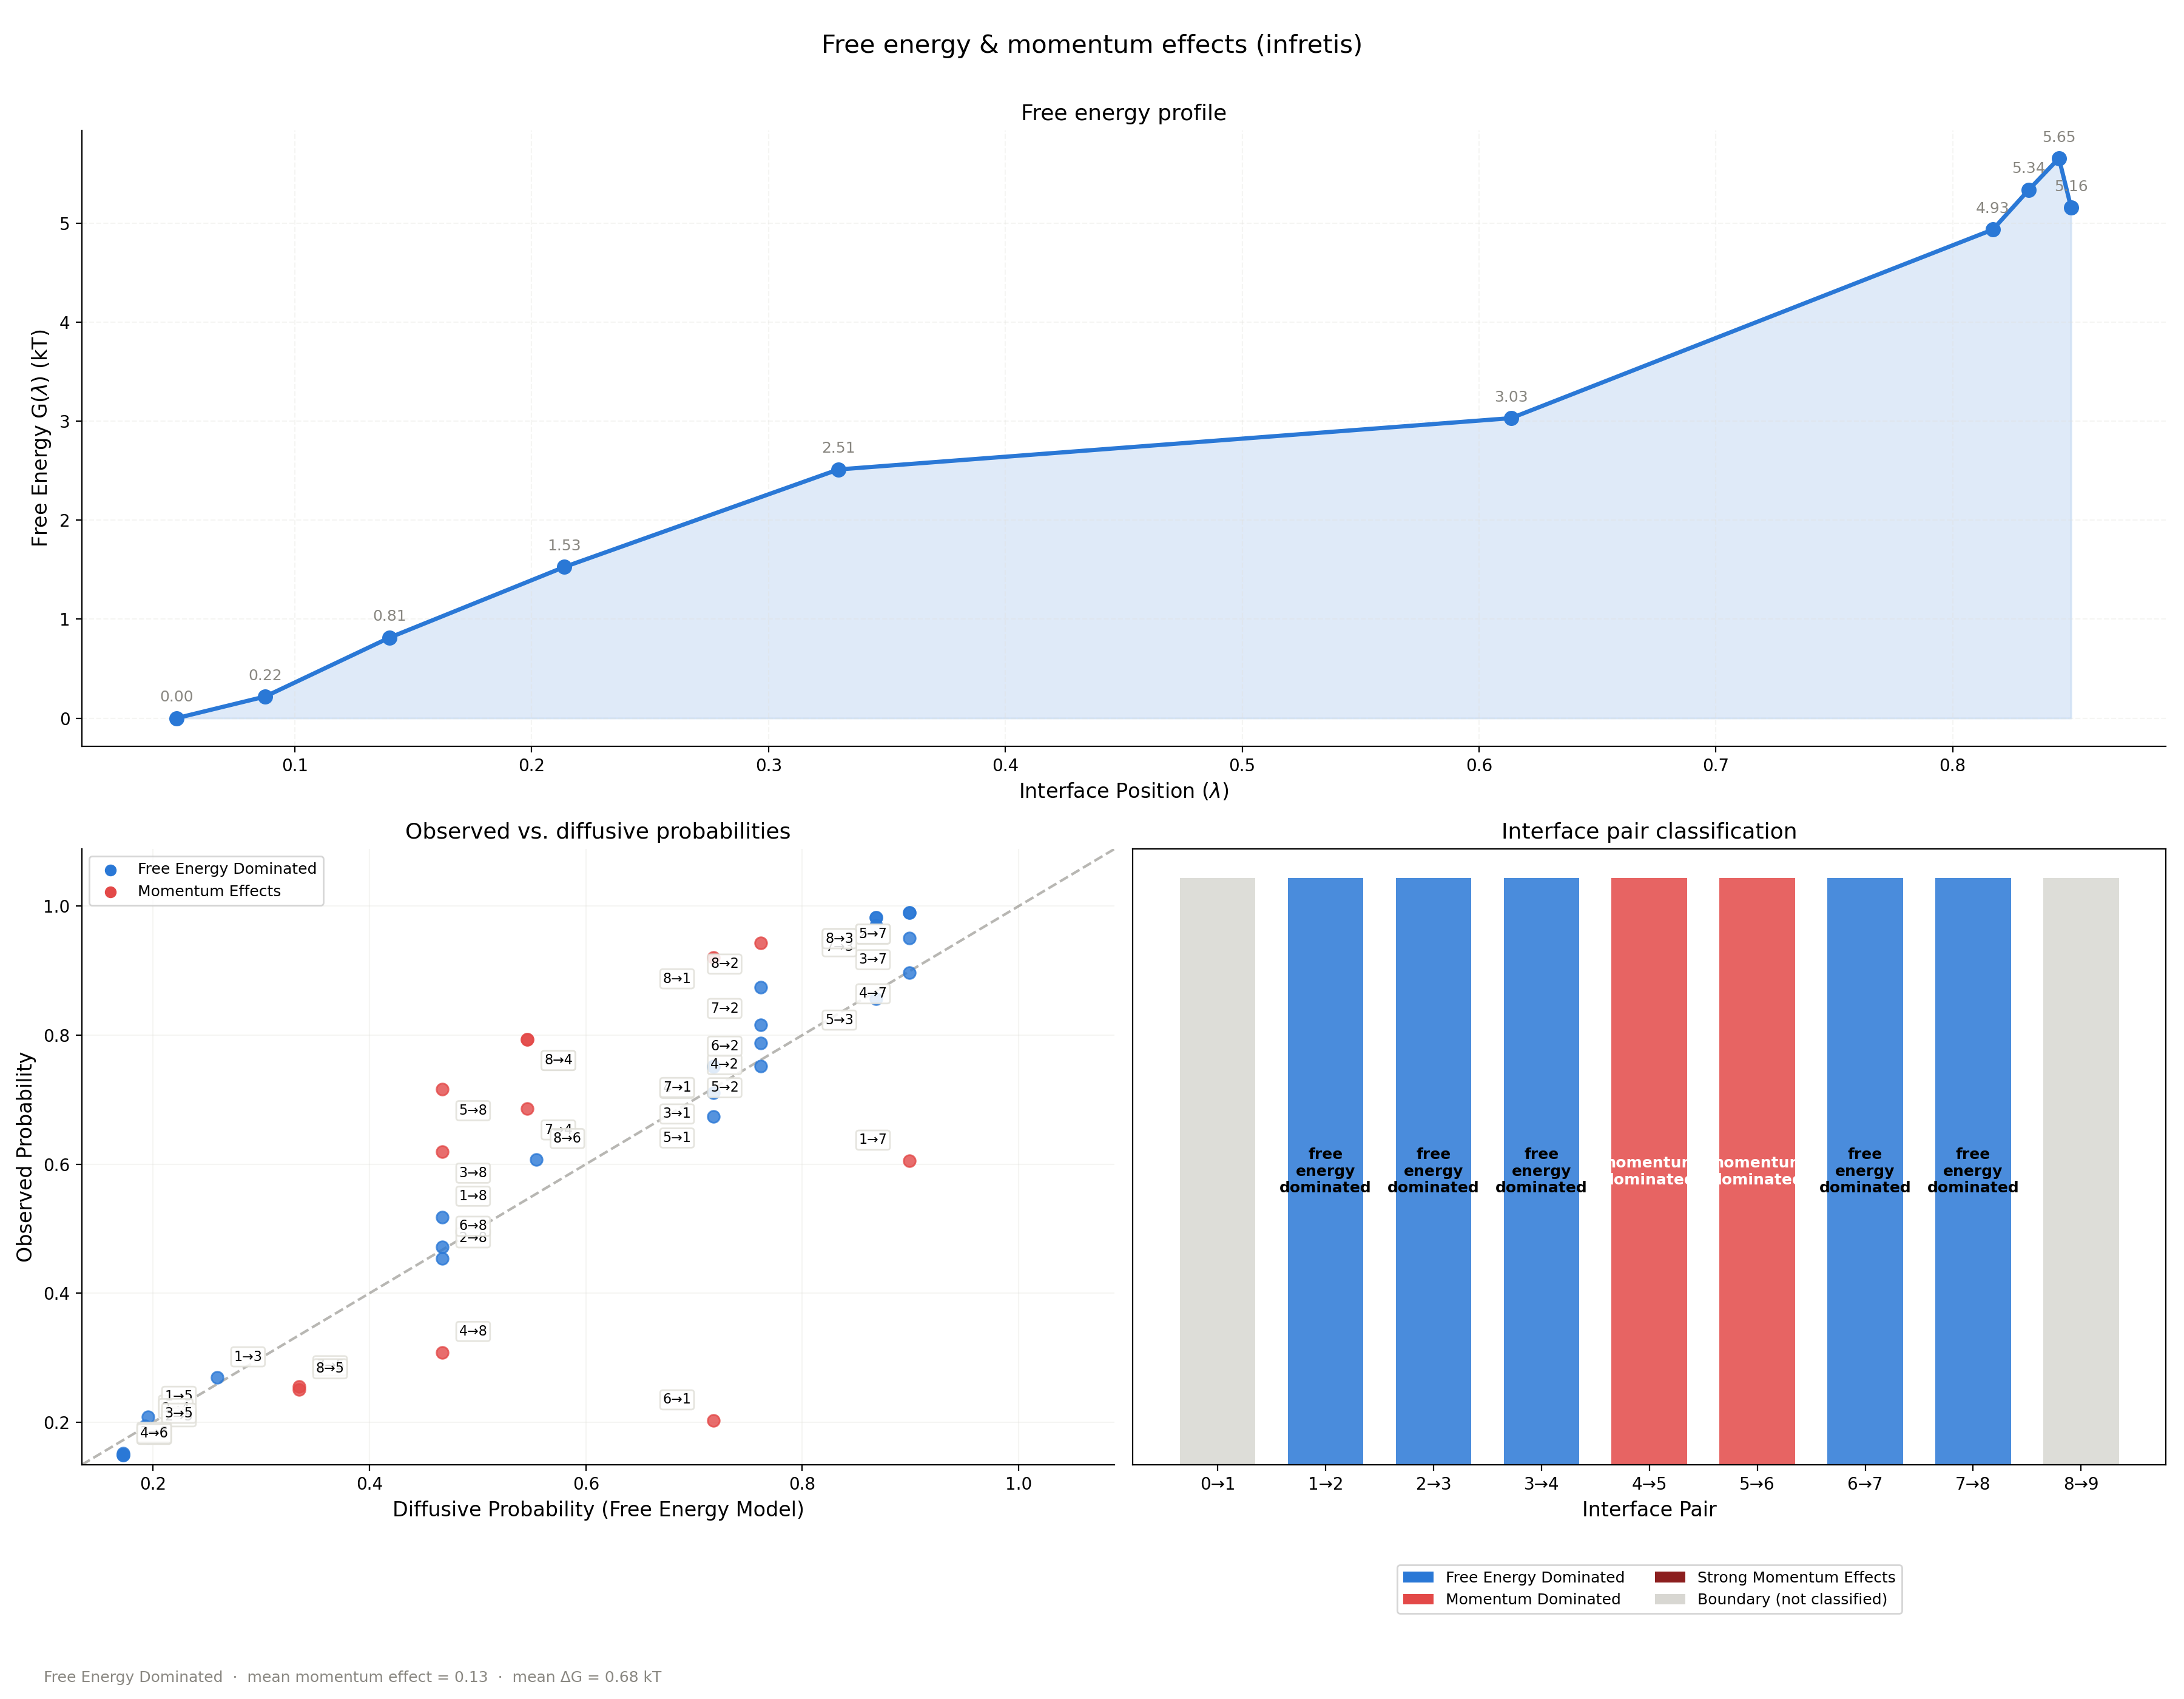 Free energy & momentum effects (infretis)
Free energy profile
Free Energy G(λ) (kT)
5
4
3
2
1
0
0.00
0.22
0.81
1.53
2.51
3.03
4.93
5.34
5.65
5.16
0.1 0.2 0.3 0.4 0.5 0.6 0.7 0.8
Interface Position (λ)
Observed vs. diffusive probabilities
Free Energy Dominated
Momentum Effects
Observed Probability
1.0
0.8
0.6
0.4
0.2
8→3
5→7
3→7
8→2
8→1
4→7
7→2
5→3
6→2
4→2
7→1
5→2
3→1
5→1
1→7
8→4
5→8
7→4
8→6
3→8
1→8
6→8
2→8
4→8
1→3
8→5
1→5
3→5
4→6
6→1
0.2 0.4 0.6 0.8 1.0
Diffusive Probability (Free Energy Model)
Interface pair classification
free
energy
dominated
free
energy
dominated
free
energy
dominated
momentum
dominated
momentum
dominated
free
energy
dominated
free
energy
dominated
0→1 1→2 2→3 3→4 4→5 5→6 6→7 7→8 8→9
Interface Pair
Free Energy Dominated
Momentum Dominated
Strong Momentum Effects
Boundary (not classified)
Free Energy Dominated · mean momentum effect = 0.13 · mean ΔG = 0.68 kT